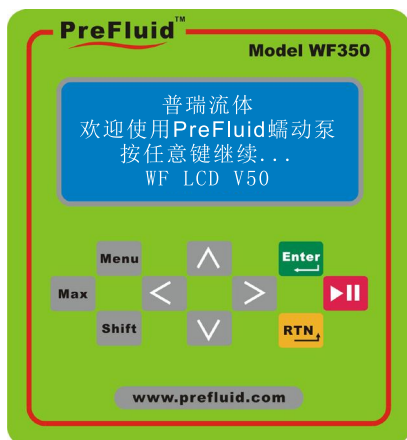 PreFluid™
Model WF350
普瑞流体
欢迎使用PreFluid蠕动泵
按任意键继续...
WF LCD V50
Menu
Enter
Max
Shift
RTN
www.prefluid.com